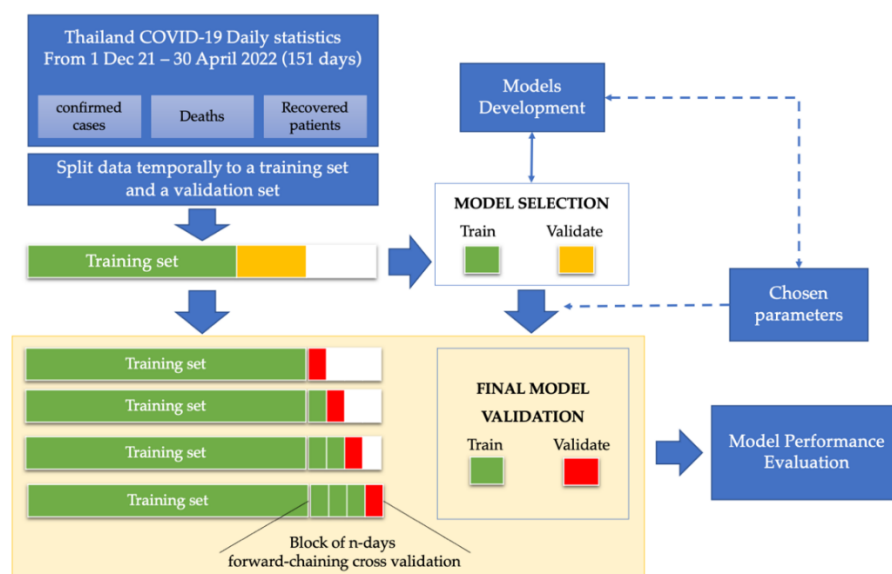 Thailand COVID-19 Daily statistics
From 1 Dec 21 – 30 April 2022 (151 days)
confirmed
cases
Deaths
Recovered
patients
Split data temporally to a training set
and a validation set
Training set
Models
Development
MODEL SELECTION
Train
Validate
Chosen
parameters
Training set
Training set
Training set
Training set
Block of n-days
forward-chaining cross validation
FINAL MODEL
VALIDATION
Train
Validate
Model Performance
Evaluation